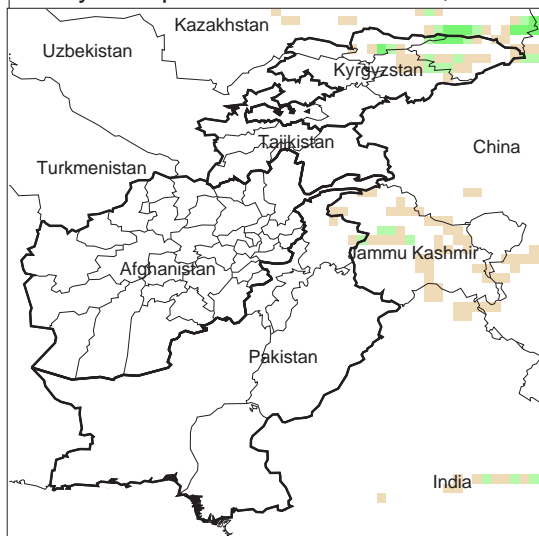 Kazakhstan
Uzbekistan
Kyrgyzstan
Tajikistan
China
Turkmenistan
Jammu Kashmir
Afghanistan
Pakistan
India